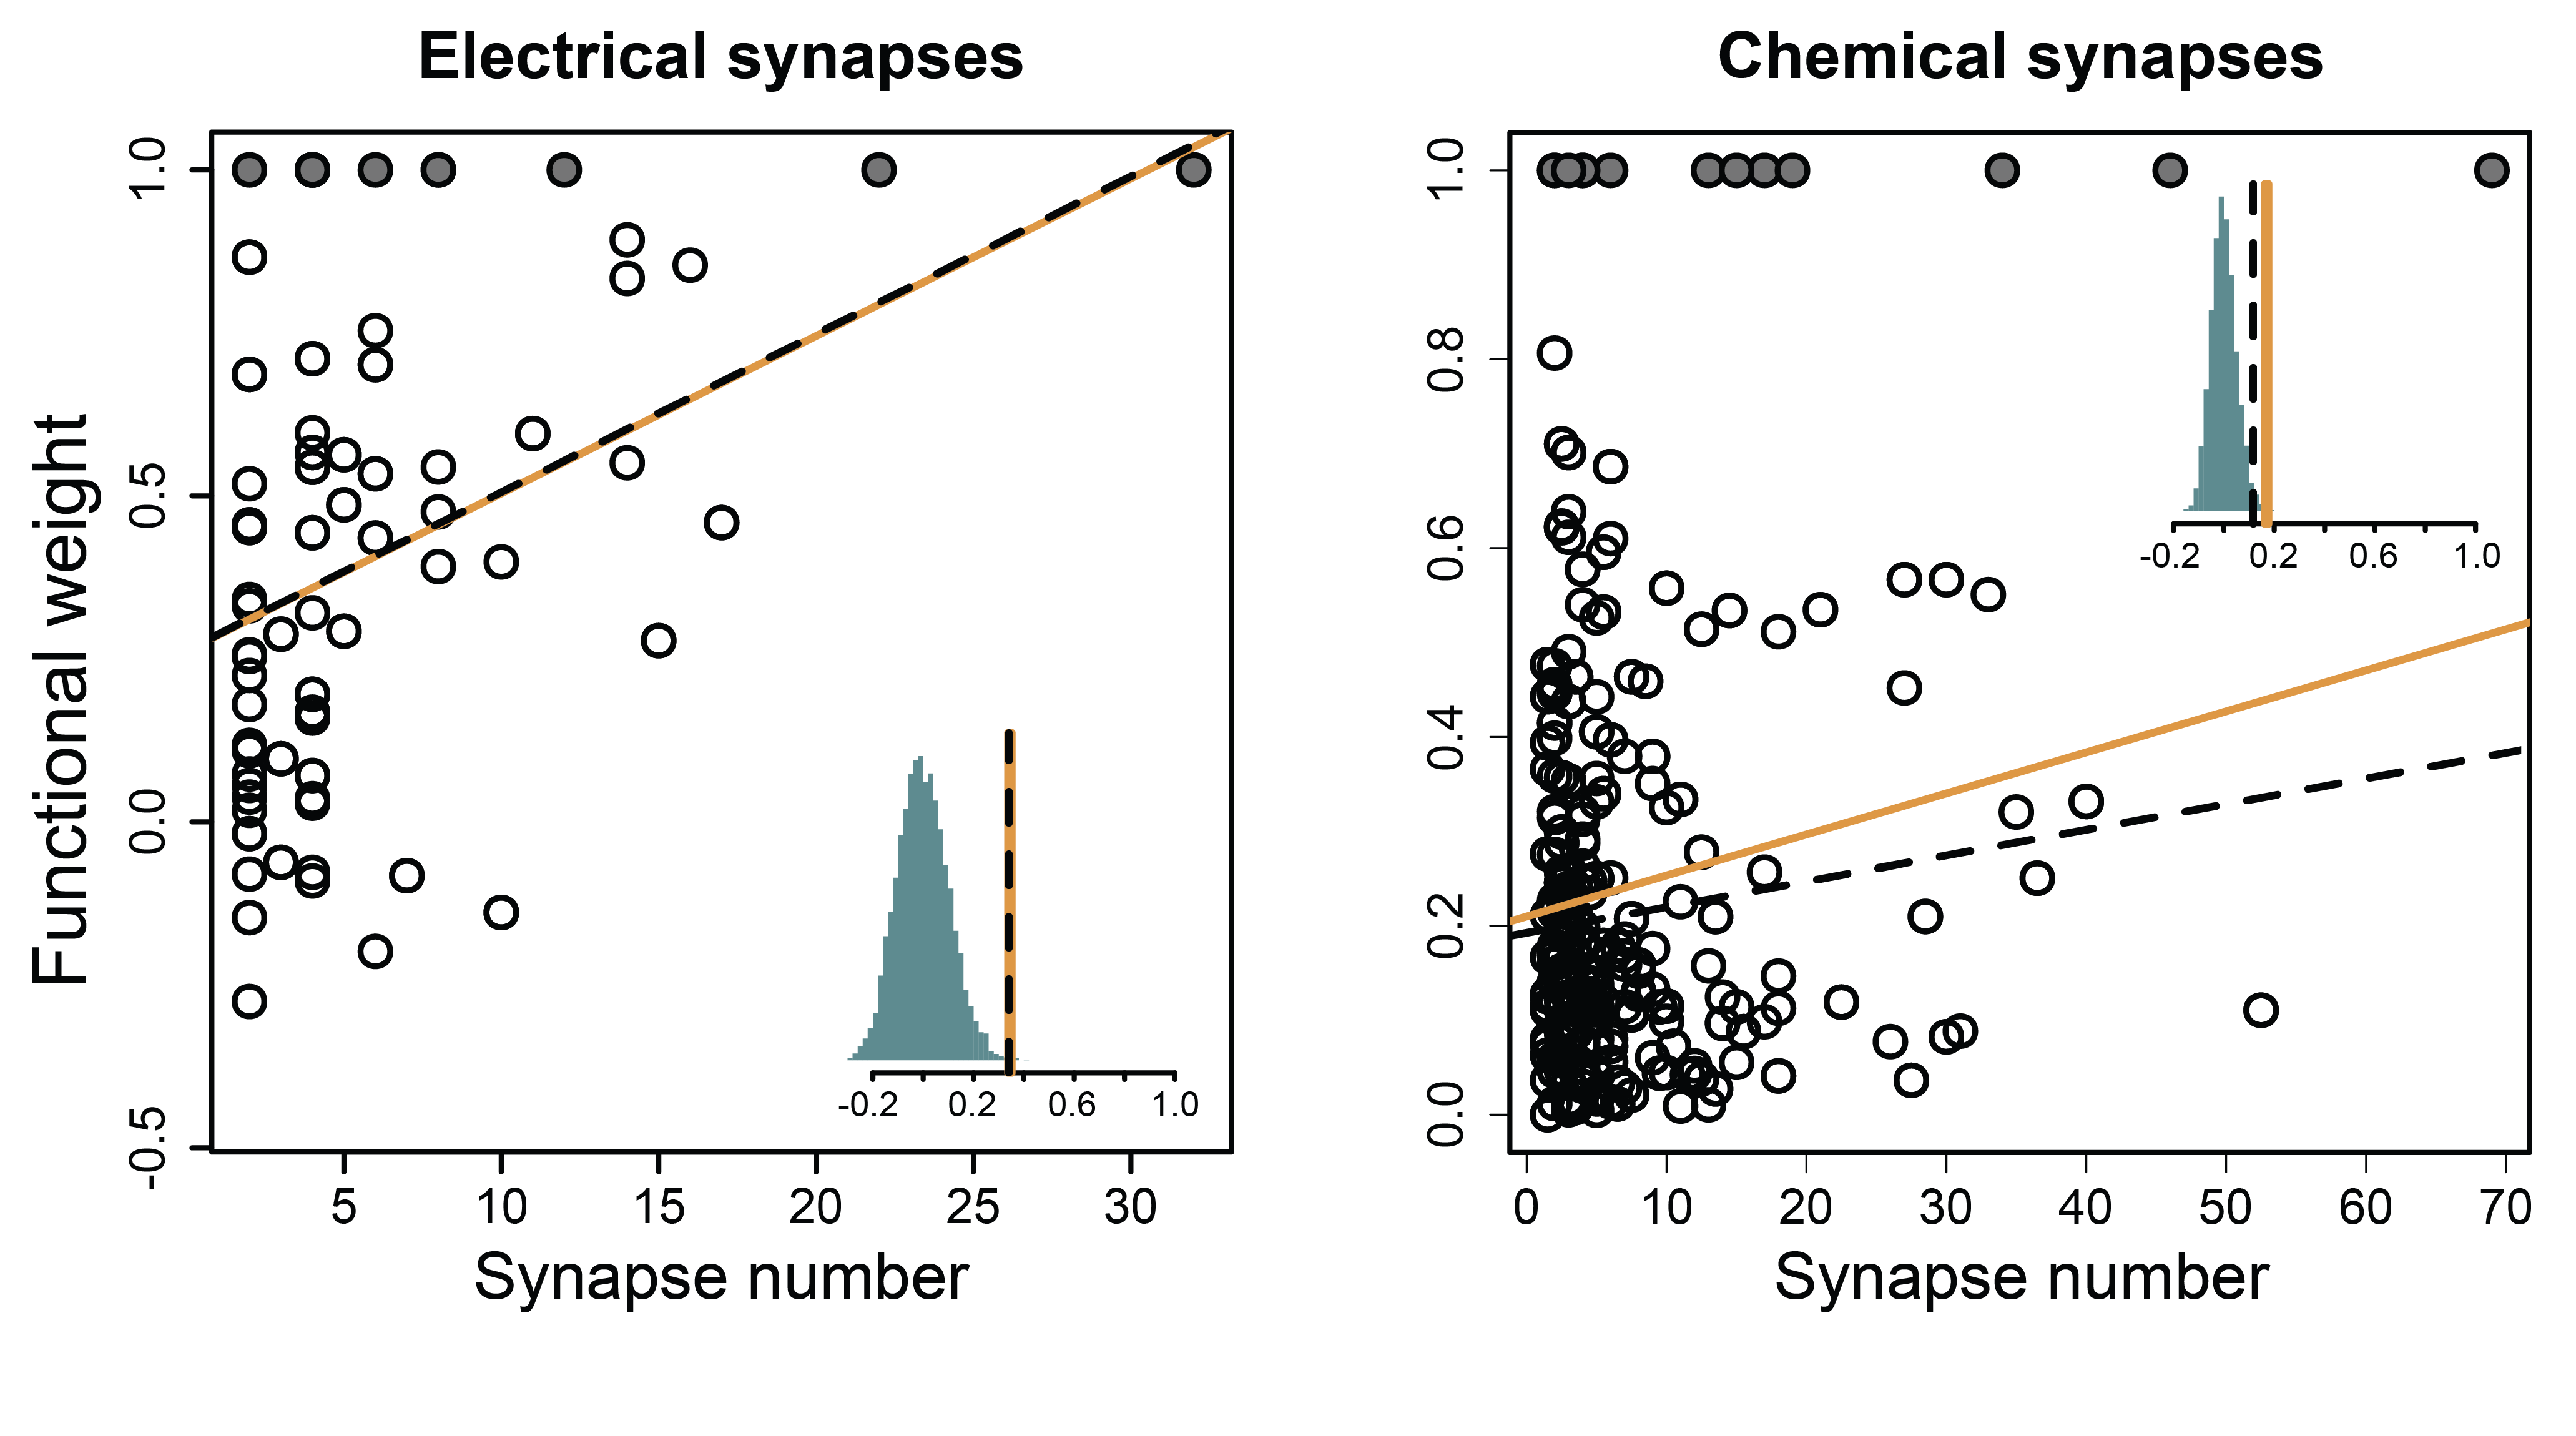 Electrical synapses
Functional weight
1.0
0.5
0.0
-0.5
-0.2 0.2 0.6 1.0
5 10 15 20 25 30
Synapse number
Chemical synapses
1.0
0.8
0.6
0.4
0.2
0.0
-0.2 0.2 0.6 1.0
0 10 20 30 40 50 60 70
Synapse number